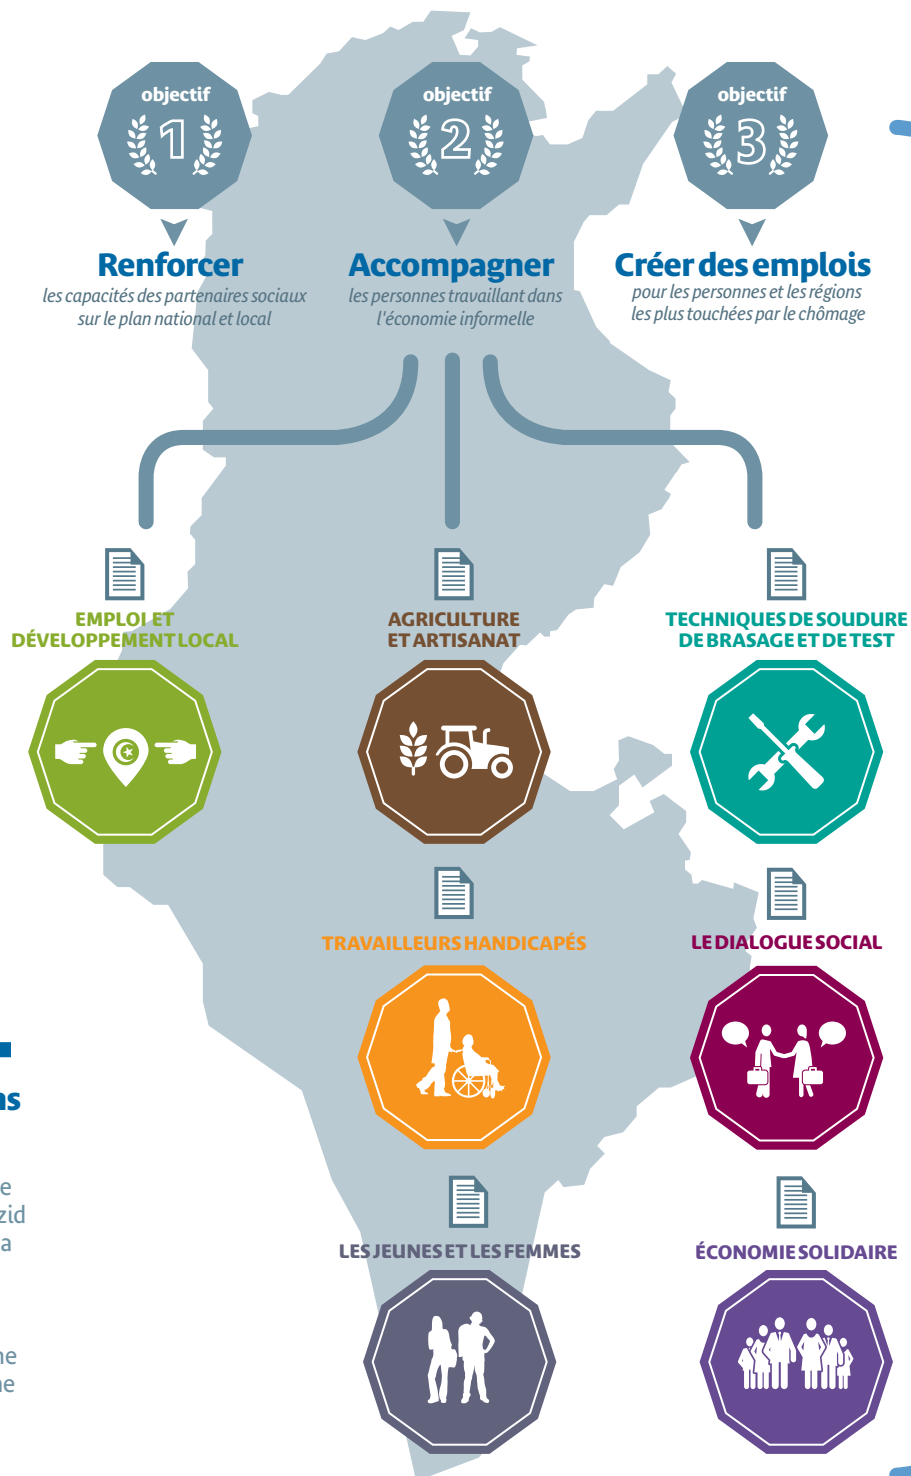 objectif
1
Renforcer
les capacités des partenaires sociaux
sur le plan national et local
objectif
2
Accompagner
les personnes travaillant dans
l'économie informelle
objectif
3
Créer des emplois
pour les personnes et les régions
les plus touchées par le chômage
EMPLOI ET
DÉVELOPPEMENT LOCAL
AGRICULTURE
ET ARTISANAT
TECHNIQUES DE SOUDURE
DE BRASAGE ET DE TEST
TRAVAILLEURS HANDICAPÉS
LE DIALOGUE SOCIAL
LES JEUNES ET LES FEMMES
ÉCONOMIE SOLIDAIRE